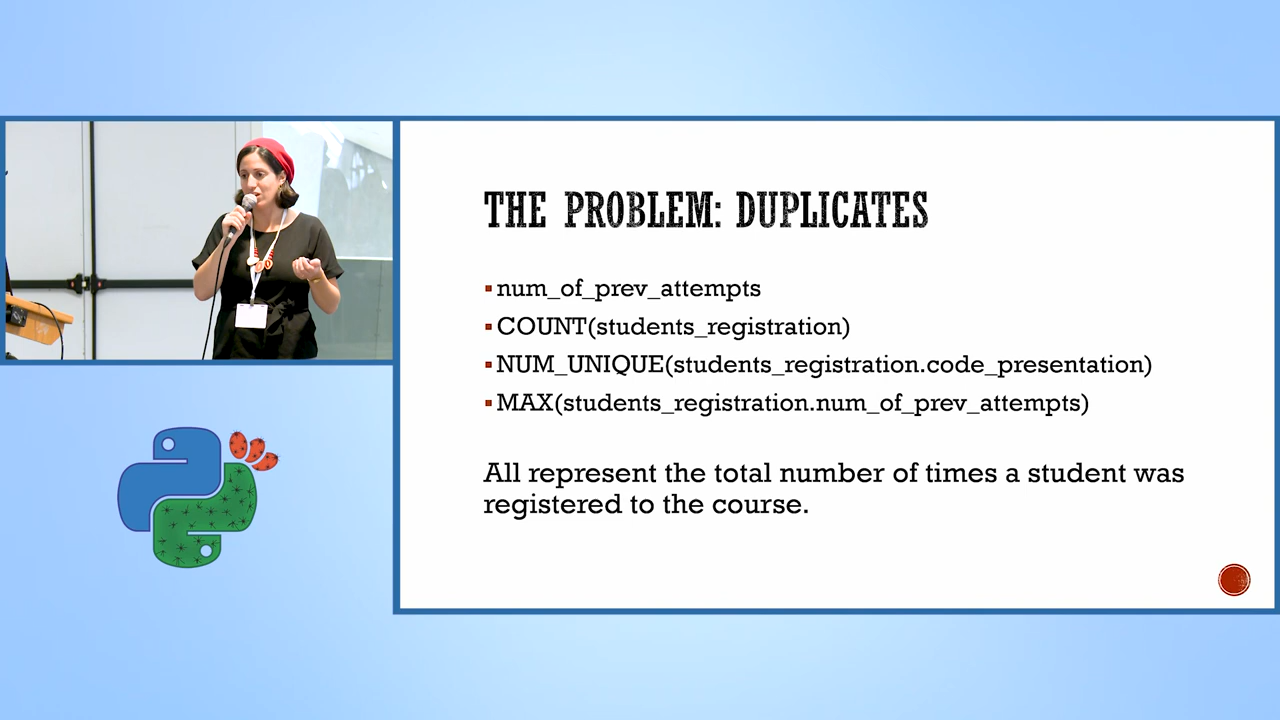 THE PROBLEM: DUPLICATES
num_of_prev_attempts
COUNT(students_registration)
NUM_UNIQUE(students_registration.code_presentation)
MAX(students_registration.num_of_prev_attempts)
All represent the total number of times a student was
registered to the course.